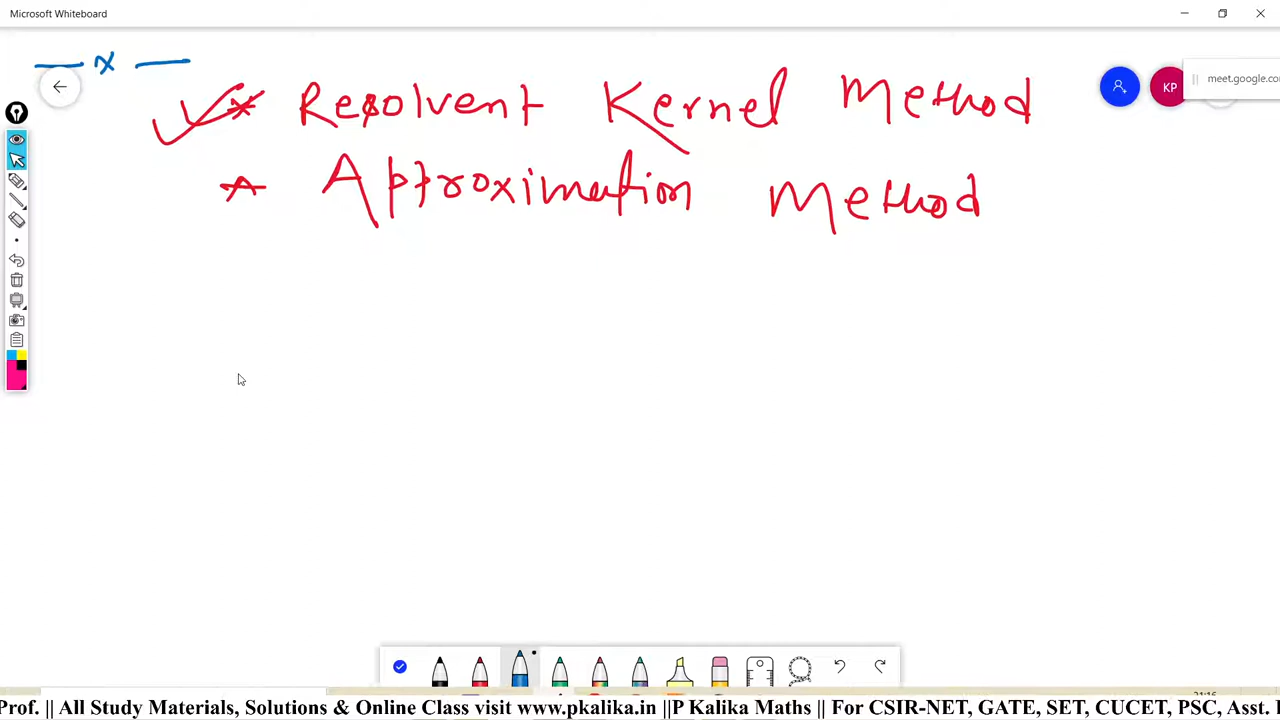 Microsoft Whiteboard
— x —
Resolvent Kernel Method
KP
meet.google.co
Approximation Method
Prof. || All Study Materials, Solutions & Online Class visit www.pkalika.in ||P Kalika Maths || For CSIR-NET, GATE, SET, CUCET, PSC, Asst.